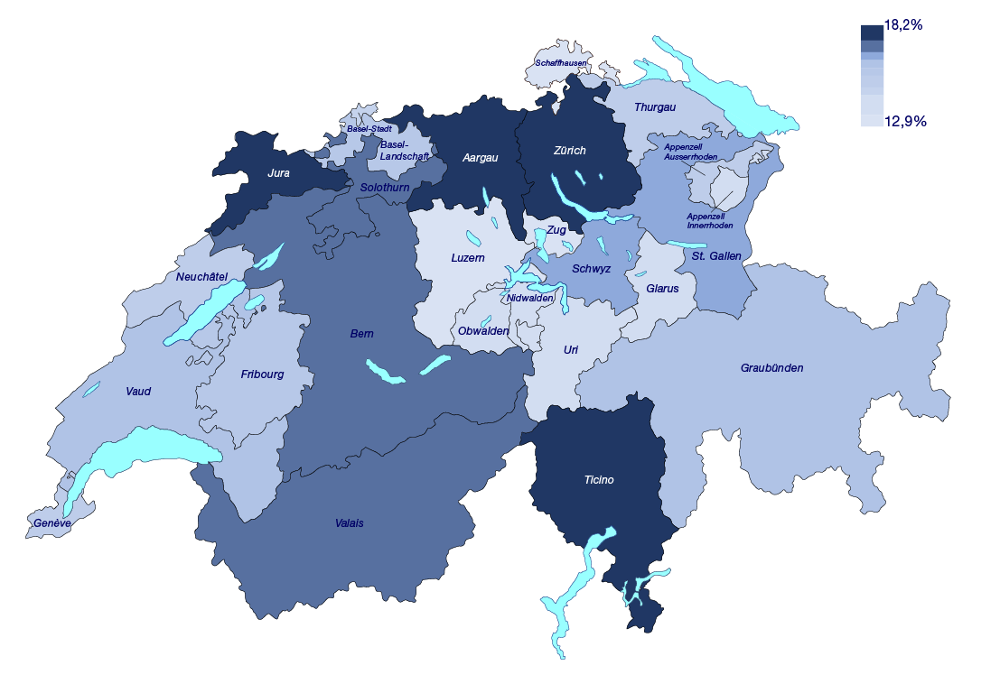 18,2%
Schaffhausen
Thurgau
12,9%
Basel-Stadt
Basel-
Landschaft
Zürich
Appenzell
Ausserrhoden
Aargau
Jura
Solothurn
Appenzell
Innerrhoden
Zug
Luzern
St. Gallen
Schwyz
Neuchâtel
Glarus
Nidwalden
Obwalden
Bern
Uri
Graubünden
Fribourg
Vaud
Ticino
Genève
Valais